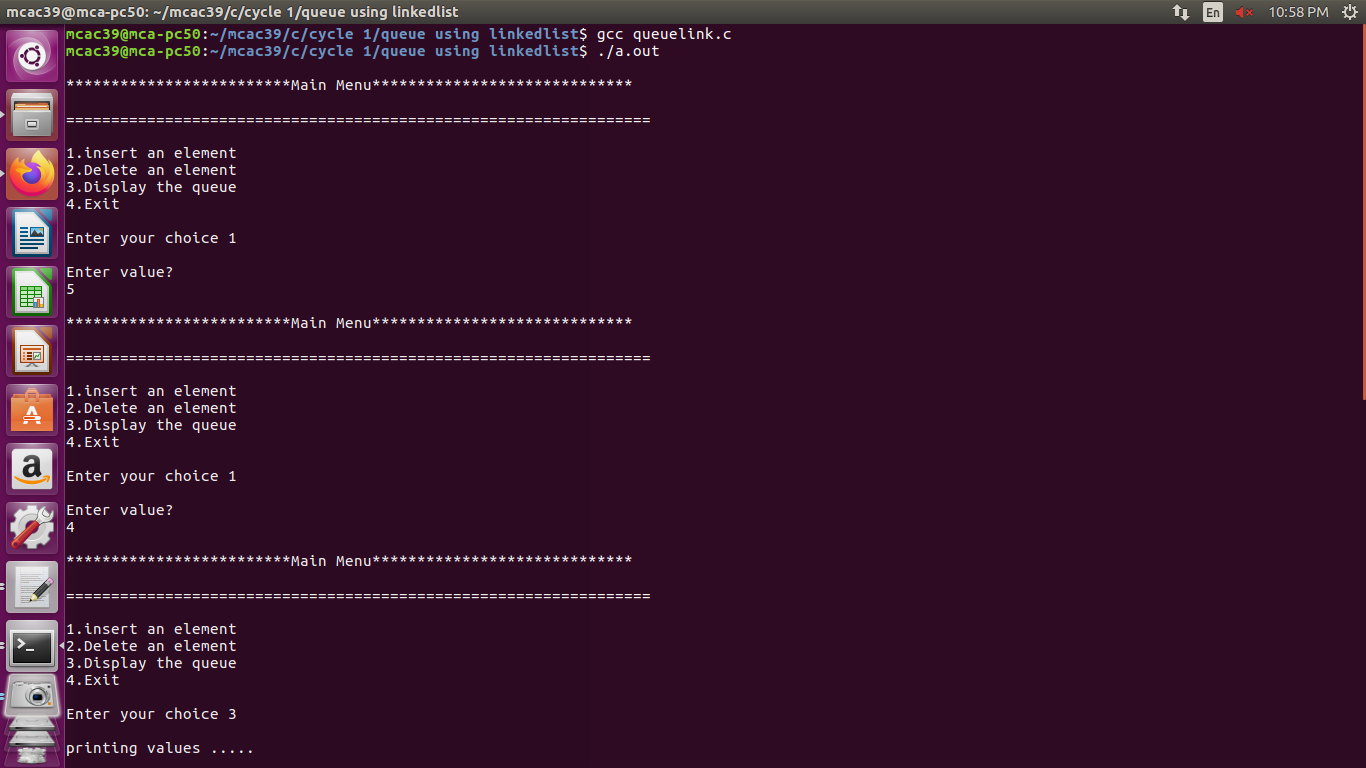 mcac39@mca-pc50: ~/mcac39/c/cycle 1/queue using linkedlist
En
10:58 PM
mcac39@mca-pc50:~/mcac39/c/cycle 1/queue using linkedlist$ gcc queuelink.c
mcac39@mca-pc50:~/mcac39/c/cycle 1/queue using linkedlist$ ./a.out
*************************Main Menu*****************************
=================================================================
1.insert an element
2.Delete an element
3.Display the queue
4.Exit
Enter your choice 1
Enter value?
5
*************************Main Menu*****************************
=================================================================
1.insert an element
2.Delete an element
3.Display the queue
4.Exit
Enter your choice 1
Enter value?
4
*************************Main Menu*****************************
=================================================================
1.insert an element
2.Delete an element
3.Display the queue
4.Exit
Enter your choice 3
printing values .....